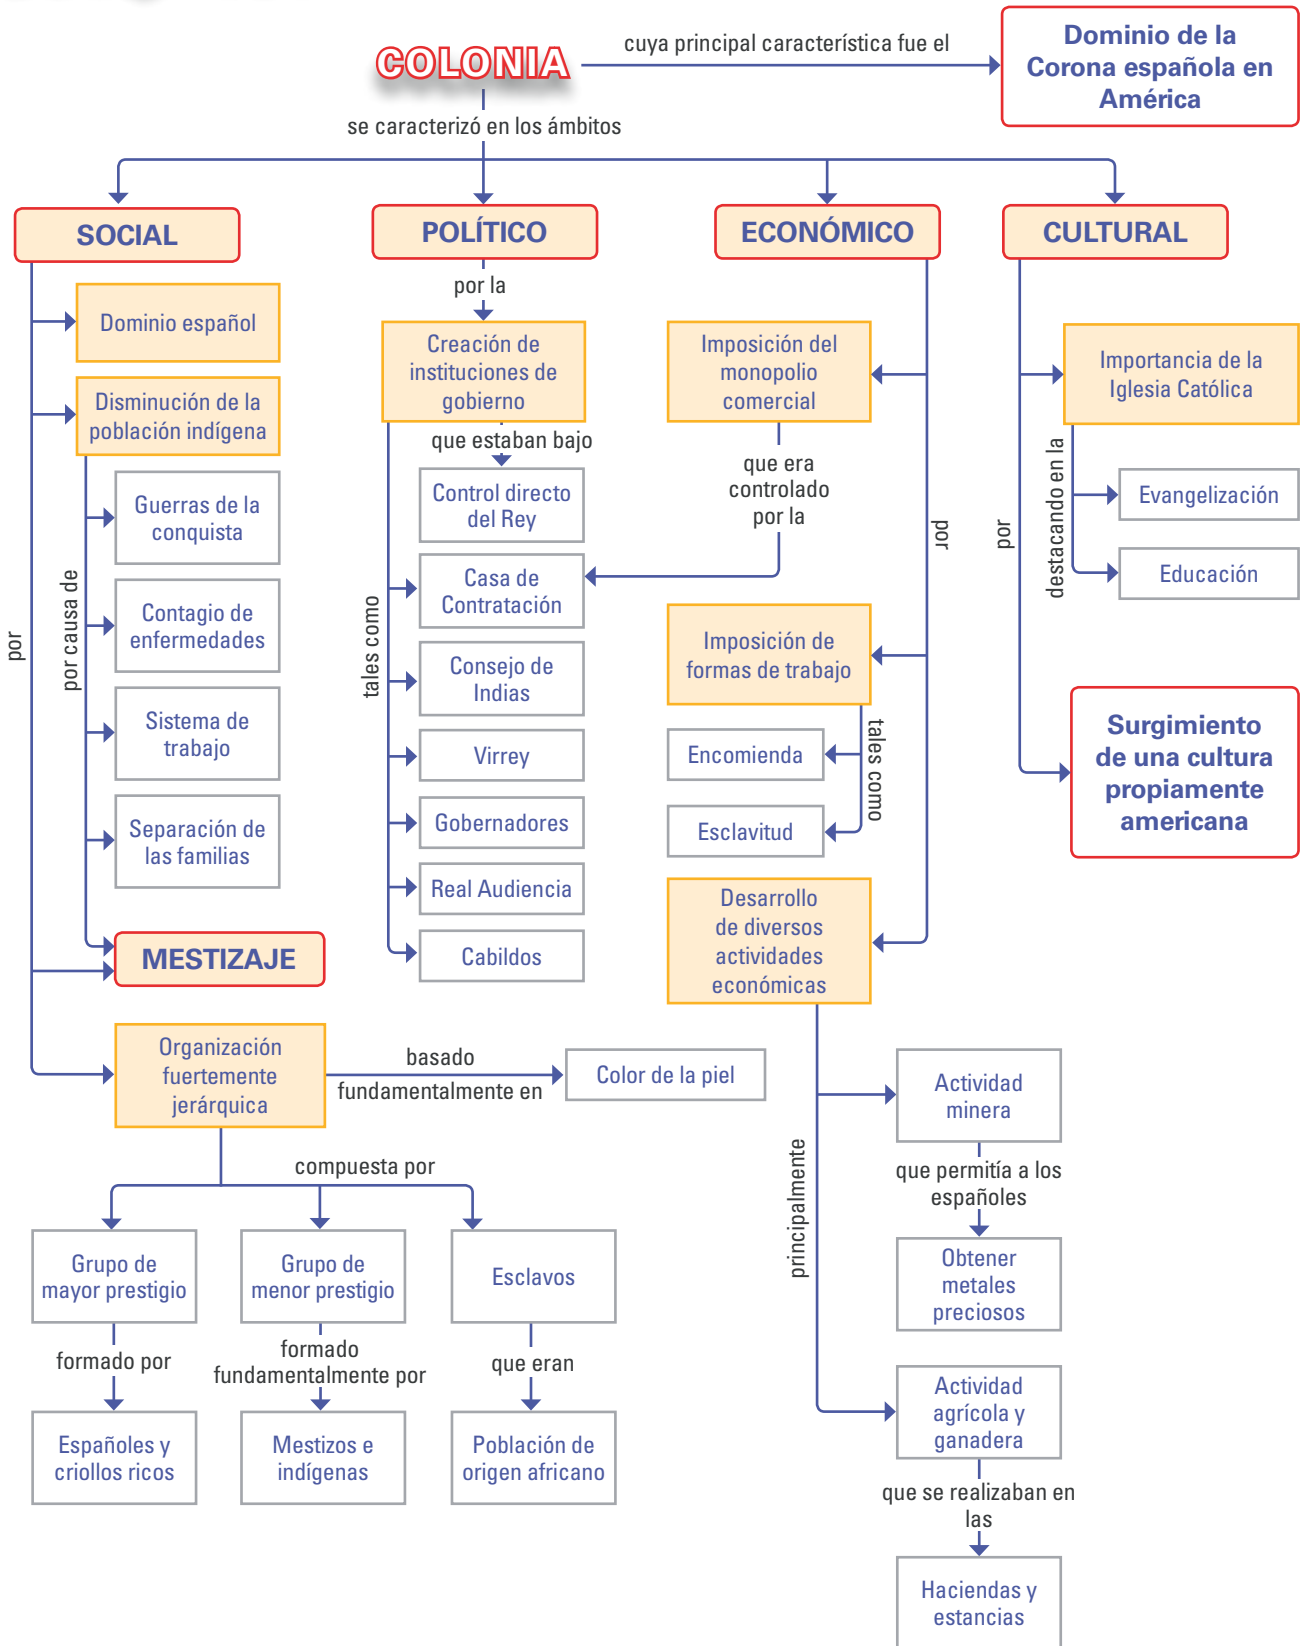 COLONIA
cuya principal característica fue el
Dominio de la
Corona española en
América
se caracterizó en los ámbitos
SOCIAL
por
Dominio español
Disminución de la
población indígena
por causa de
Guerras de la
conquista
Contagio de
enfermedades
Sistema de
trabajo
Separación de
las familias
MESTIZAJE
Organización
fuertemente
jerárquica
basado
fundamentalmente en
Color de la piel
compuesta por
Grupo de
mayor prestigio
formado por
Españoles y
criollos ricos
Grupo de
menor prestigio
formado
fundamentalmente por
Mestizos e
indígenas
Esclavos
que eran
Población de
origen africano
POLÍTICO
por la
Creación de
instituciones de
gobierno
que estaban bajo
Control directo
del Rey
tales como
Casa de
Contratación
Consejo de
Indias
Virrey
Gobernadores
Real Audiencia
Cabildos
ECONÓMICO
por
Imposición del
monopolio
comercial
que era
controlado
por la
Imposición de
formas de trabajo
tales como
Encomienda
Esclavitud
Desarrollo
de diversos
actividades
económicas
principalmente
Actividad
minera
que permitía a los
españoles
Obtener
metales
preciosos
Actividad
agrícola y
ganadera
que se realizaban en
las
Haciendas y
estancias
CULTURAL
por
Importancia de la
Iglesia Católica
destacando en la
Evangelización
Educación
Surgimiento
de una cultura
propiamente
americana